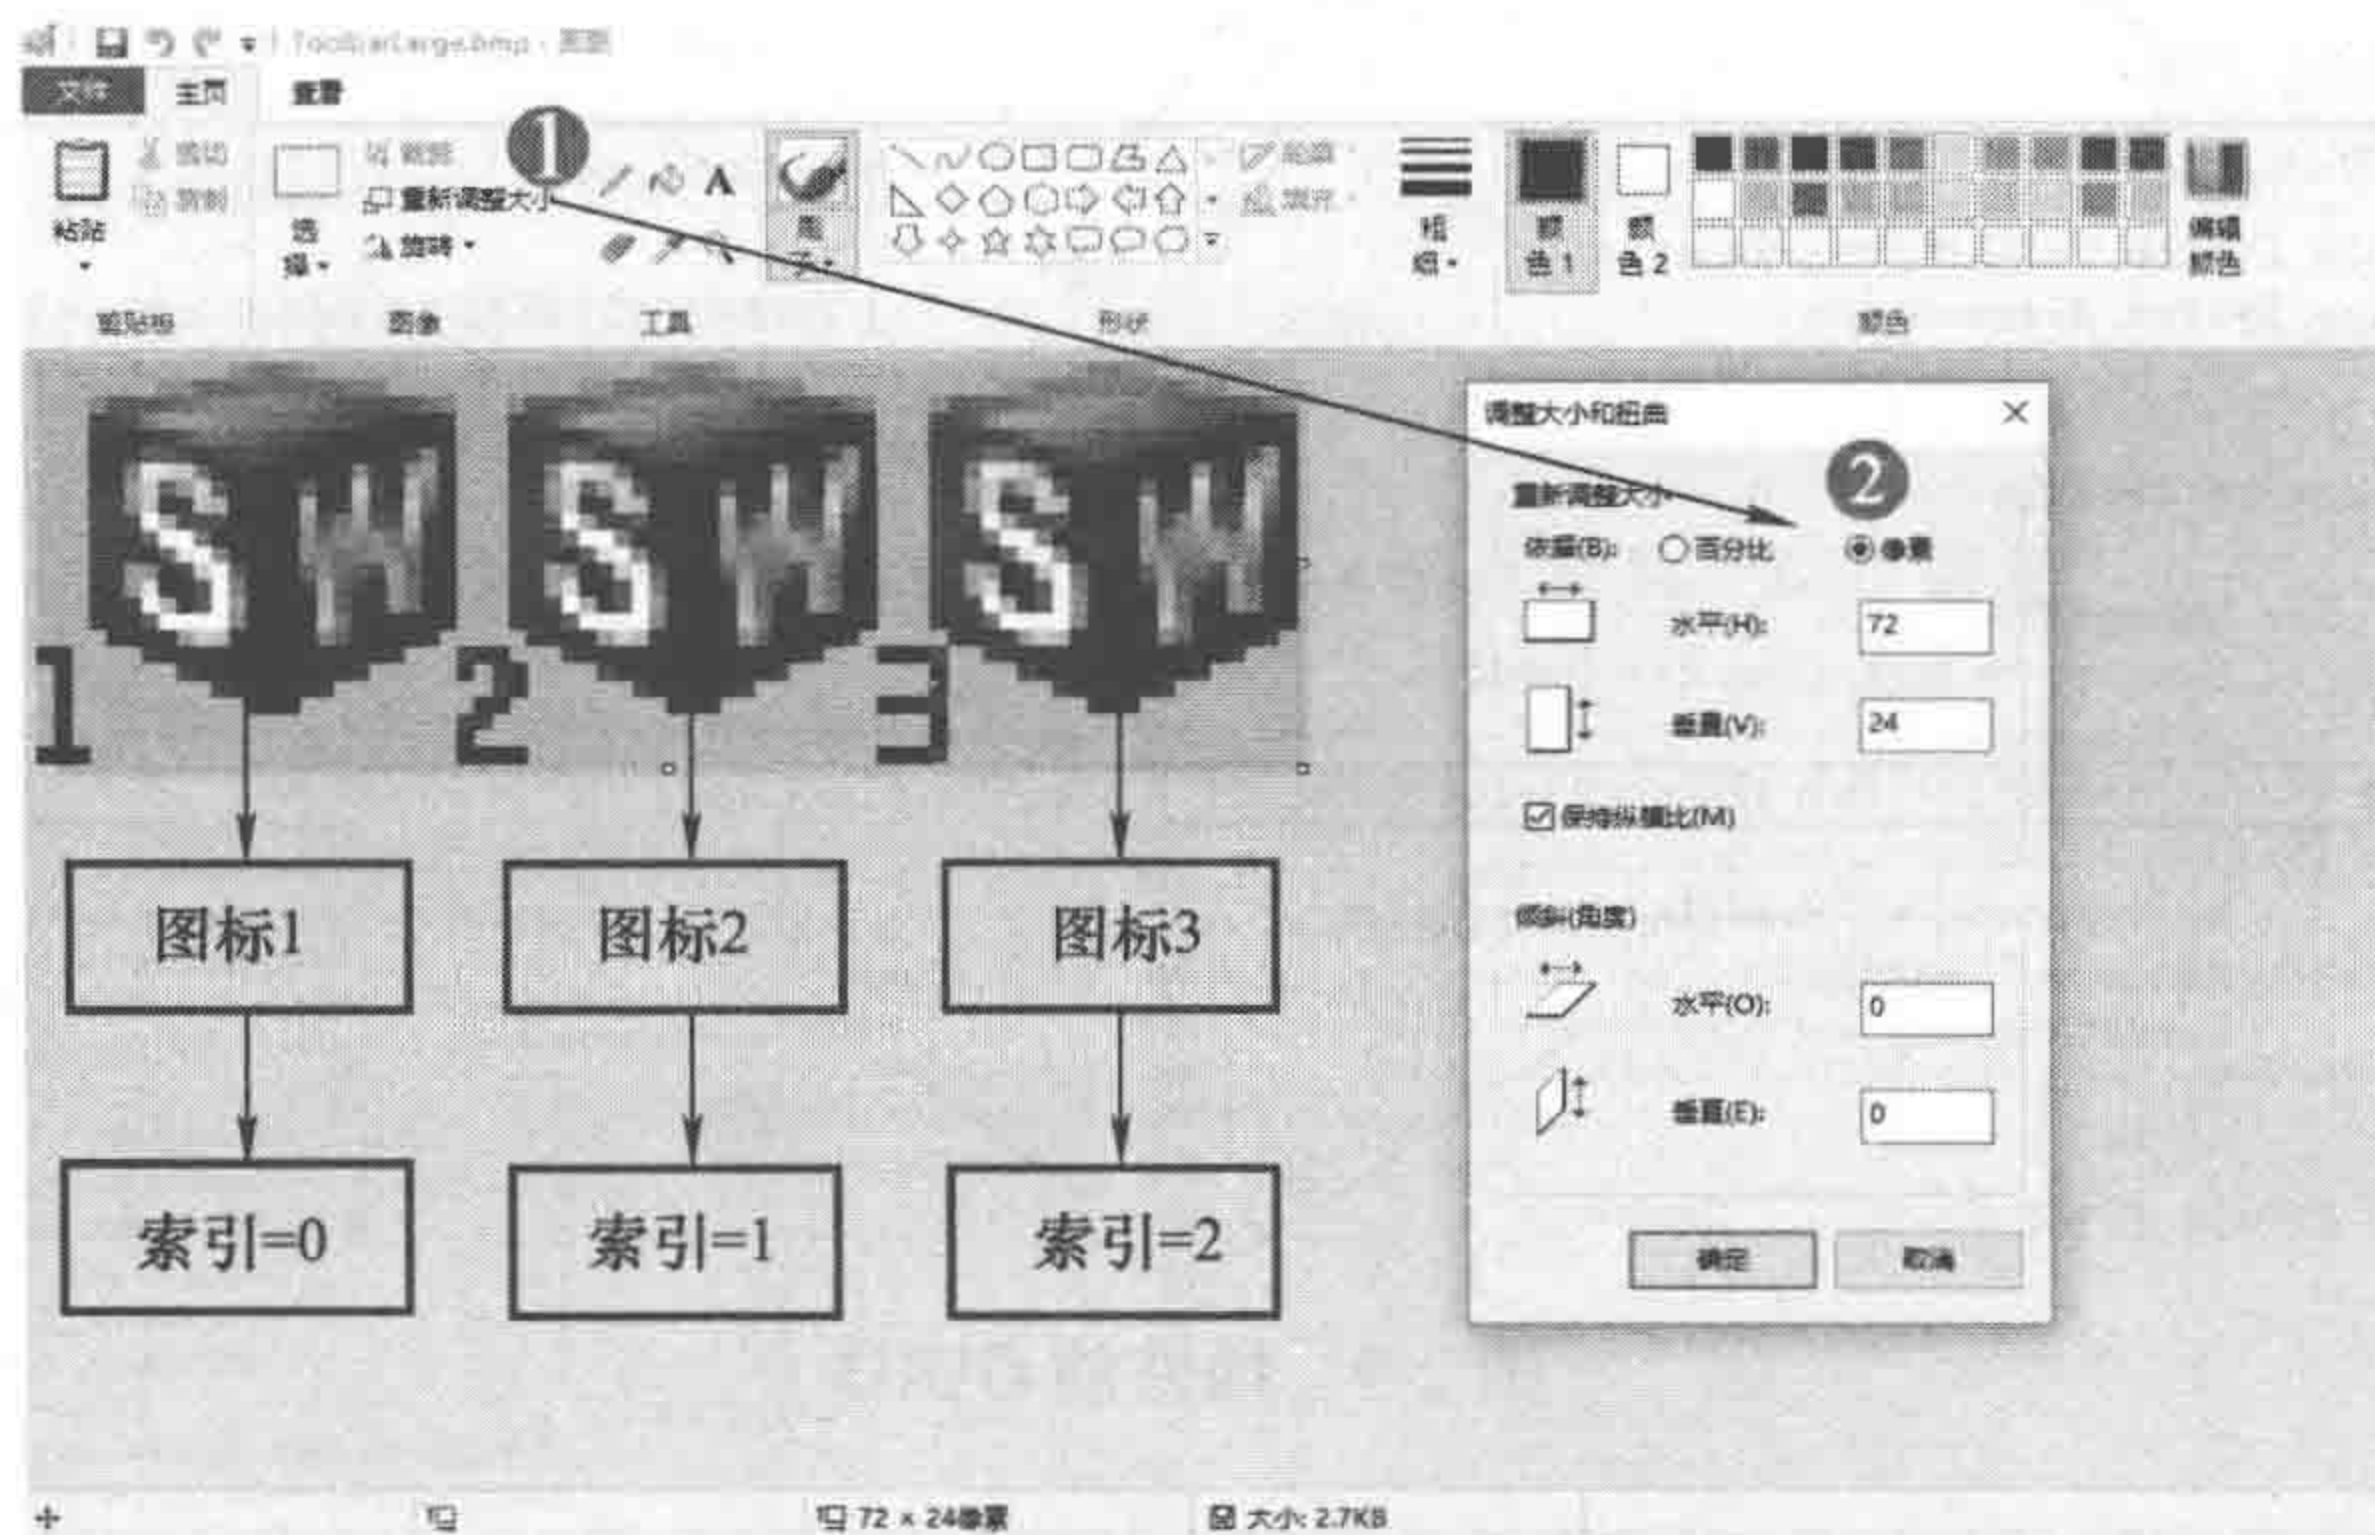 ToolbarLarge.bmp - 画图
文件 主页 查看
粘贴
剪切
复制
选择
裁剪
重新调整大小
旋转
A
刷子
轮廓
填充
粗细
颜色 1
颜色 2
编辑颜色
剪贴板 图像 工具 形状 颜色
1
2
S W S W S W
1 2 3
图标1 图标2 图标3
索引=0 索引=1 索引=2
调整大小和扭曲
重新调整大小
依据(B): 百分比 像素
水平(H): 72
垂直(V): 24
保持纵横比(M)
倾斜(角度)
水平(O): 0
垂直(E): 0
确定 取消
72 × 24像素 大小: 2.7KB